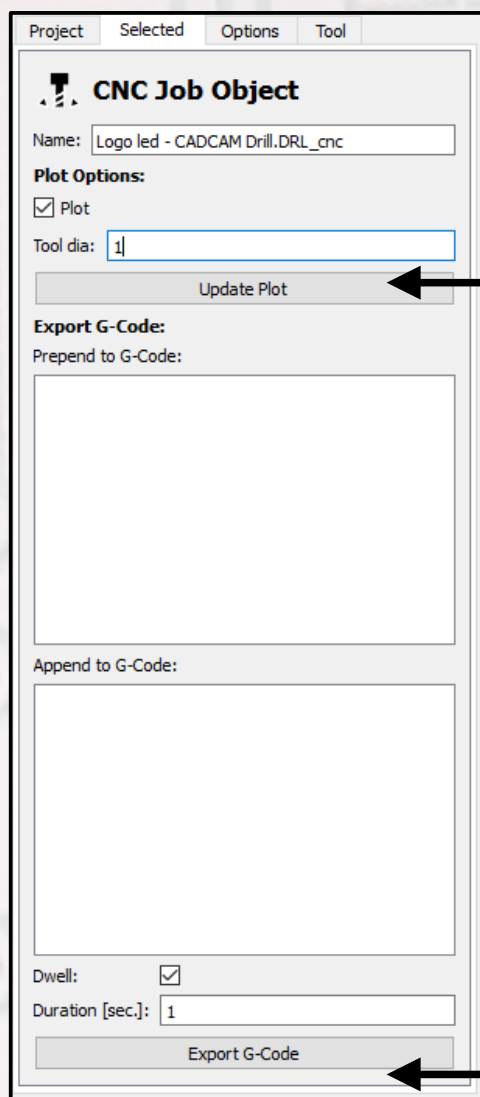 Project Selected Options Tool
CNC Job Object
Name: Logo led - CADCAM Drill.DRL_cnc
Plot Options:
Plot
Tool dia: 1
Update Plot
Export G-Code:
Prepend to G-Code:
Append to G-Code:
Dwell:
Duration [sec.]: 1
Export G-Code